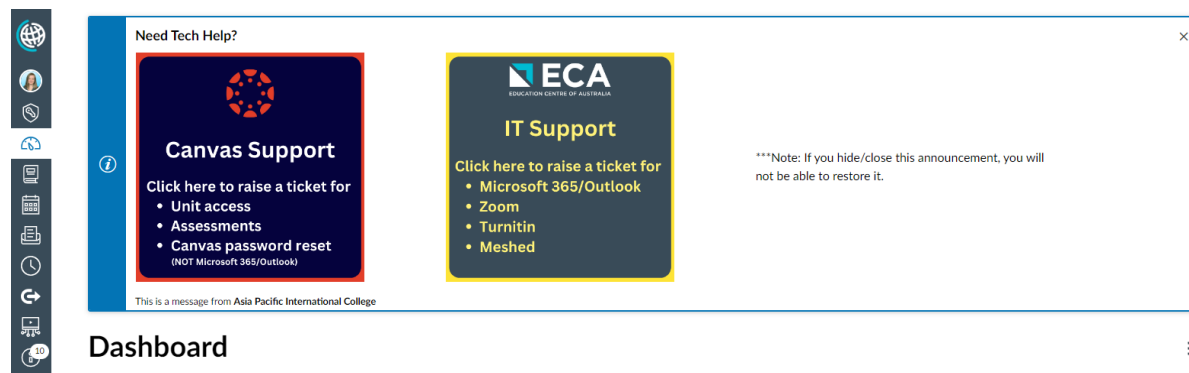 Need Tech Help?
Canvas Support
Click here to raise a ticket for
• Unit access
• Assessments
• Canvas password reset
(NOT Microsoft 365/Outlook)
ECA
EDUCATION CENTRE OF AUSTRALIA
IT Support
Click here to raise a ticket for
• Microsoft 365/Outlook
• Zoom
• Turnitin
• Meshed
***Note: If you hide/close this announcement, you will
not be able to restore it.
This is a message from Asia Pacific International College
Dashboard
10